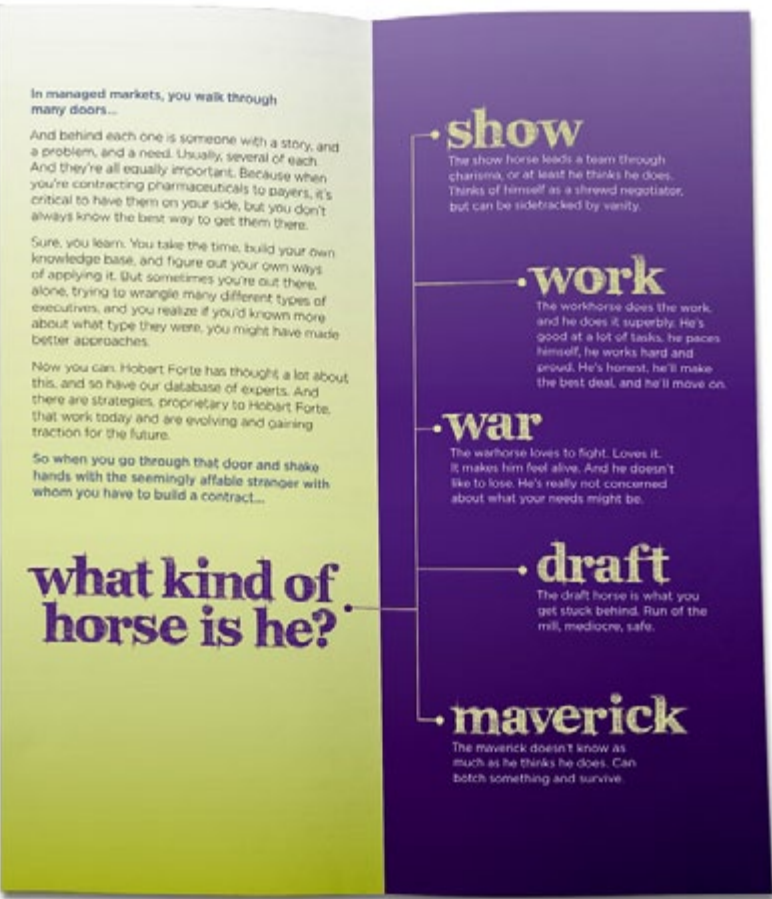 In managed markets, you walk through
many doors...
And behind each one is someone with a story, and
a problem, and a need. Usually, several of each.
And they're all equally important. Because when
you're contracting pharmaceuticals to payers, it's
critical to have them on your side, but you don't
always know the best way to get them there.
Sure, you learn. You take the time, build your own
knowledge base, and figure out your own ways
of applying it. But sometimes you're out there,
alone, trying to wrangle many different types of
executives, and you realize if you'd known more
about what type they were, you might have made
better approaches.
Now you can. Hobart Forte has thought a lot about
this, and so have our database of experts. And
there are strategies, proprietary to Hobart Forte,
that work today and are evolving and gaining
traction for the future.
So when you go through that door and shake
hands with the seemingly affable stranger with
whom you have to build a contract...
what kind of
horse is he?
show
The show horse leads a team through
charisma, or at least he thinks he does.
Thinks of himself as a shrewd negotiator,
but can be sidetracked by vanity.
work
The workhorse does the work,
and he does it superbly. He's
good at a lot of tasks, he paces
himself, he works hard and
proud. He's honest, he'll make
the best deal, and he'll move on.
war
The warhorse loves to fight. Loves it.
It makes him feel alive. And he doesn't
like to lose. He's really not concerned
about what your needs might be.
draft
The draft horse is what you
get stuck behind. Run of the
mill, mediocre, safe.
maverick
The maverick doesn't know as
much as he thinks he does. Can
botch something and survive.